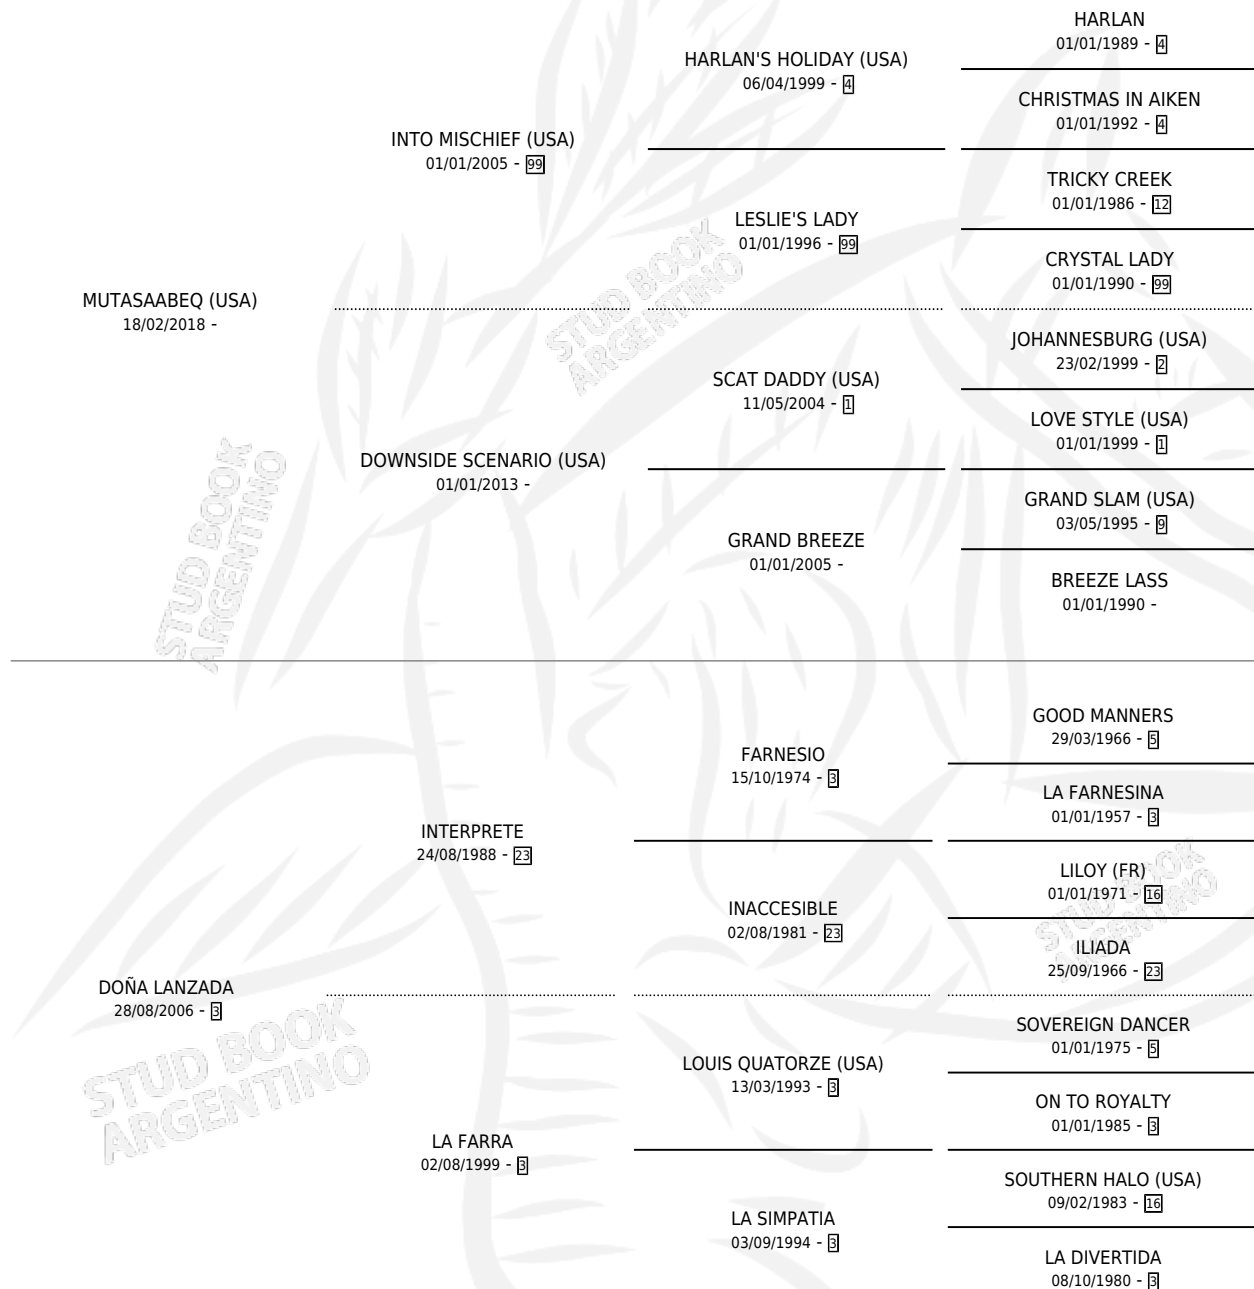 HARLAN
01/01/1989 - 4
HARLAN'S HOLIDAY (USA)
06/04/1999 - 4
CHRISTMAS IN AIKEN
01/01/1992 - 4
INTO MISCHIEF (USA)
01/01/2005 - 99
TRICKY CREEK
01/01/1986 - 12
LESLIE'S LADY
01/01/1996 - 99
CRYSTAL LADY
01/01/1990 - 99
MUTASAABEQ (USA)
18/02/2018 -
JOHANNESBURG (USA)
23/02/1999 - 2
SCAT DADDY (USA)
11/05/2004 - 1
LOVE STYLE (USA)
01/01/1999 - 1
DOWNSIDE SCENARIO (USA)
01/01/2013 -
GRAND SLAM (USA)
03/05/1995 - 9
GRAND BREEZE
01/01/2005 -
BREEZE LASS
01/01/1990 -
GOOD MANNERS
29/03/1966 - 5
FARNESIO
15/10/1974 - 3
LA FARNESINA
01/01/1957 - 3
INTERPRETE
24/08/1988 - 23
LILOY (FR)
01/01/1971 - 16
INACCESIBLE
02/08/1981 - 23
ILIADA
25/09/1966 - 23
DOÑA LANZADA
28/08/2006 - 3
SOVEREIGN DANCER
01/01/1975 - 5
LOUIS QUATORZE (USA)
13/03/1993 - 3
ON TO ROYALTY
01/01/1985 - 3
LA FARRA
02/08/1999 - 3
SOUTHERN HALO (USA)
09/02/1983 - 16
LA SIMPATIA
03/09/1994 - 3
LA DIVERTIDA
08/10/1980 - 3
STUD BOOK
ARGENTINO
STUD BOOK
ARGENTINO
STUD BOOK
ARGENTINO
STUD BOOK
ARGENTINO